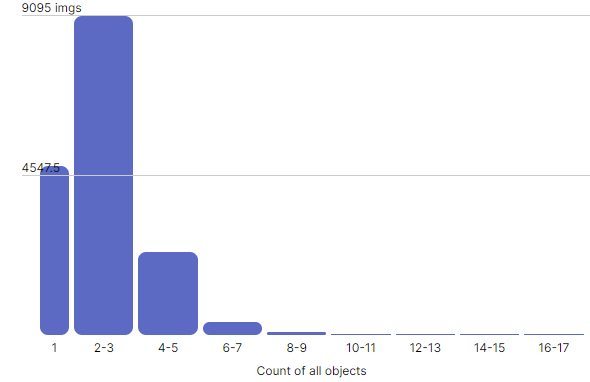 9095 imgs
4547.5
1 2-3 4-5 6-7 8-9 10-11 12-13 14-15 16-17
Count of all objects